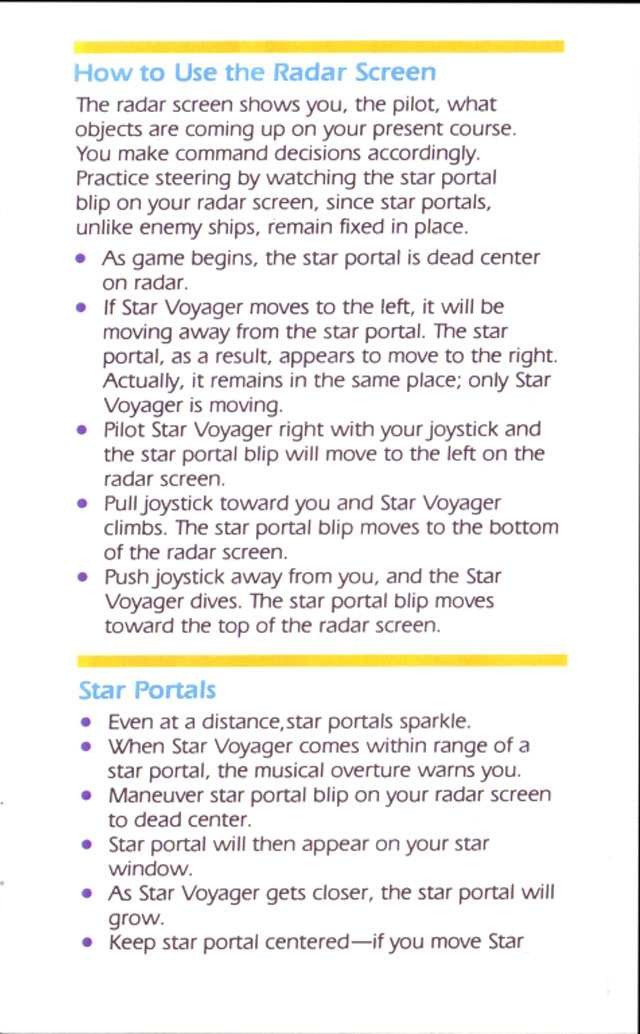 How to Use the Radar Screen
The radar screen shows you, the pilot, what
objects are coming up on your present course.
You make command decisions accordingly.
Practice steering by watching the star portal
blip on your radar screen, since star portals,
unlike enemy ships, remain fixed in place.
• As game begins, the star portal is dead center
on radar.
• If Star Voyager moves to the left, it will be
moving away from the star portal. The star
portal, as a result, appears to move to the right.
Actually, it remains in the same place; only Star
Voyager is moving.
• Pilot Star Voyager right with your joystick and
the star portal blip will move to the left on the
radar screen.
• Pull joystick toward you and Star Voyager
climbs. The star portal blip moves to the bottom
of the radar screen.
• Push joystick away from you, and the Star
Voyager dives. The star portal blip moves
toward the top of the radar screen.
Star Portals
• Even at a distance,star portals sparkle.
• When Star Voyager comes within range of a
star portal, the musical overture warns you.
• Maneuver star portal blip on your radar screen
to dead center.
• Star portal will then appear on your star
window.
• As Star Voyager gets closer, the star portal will
grow.
• Keep star portal centered—if you move Star